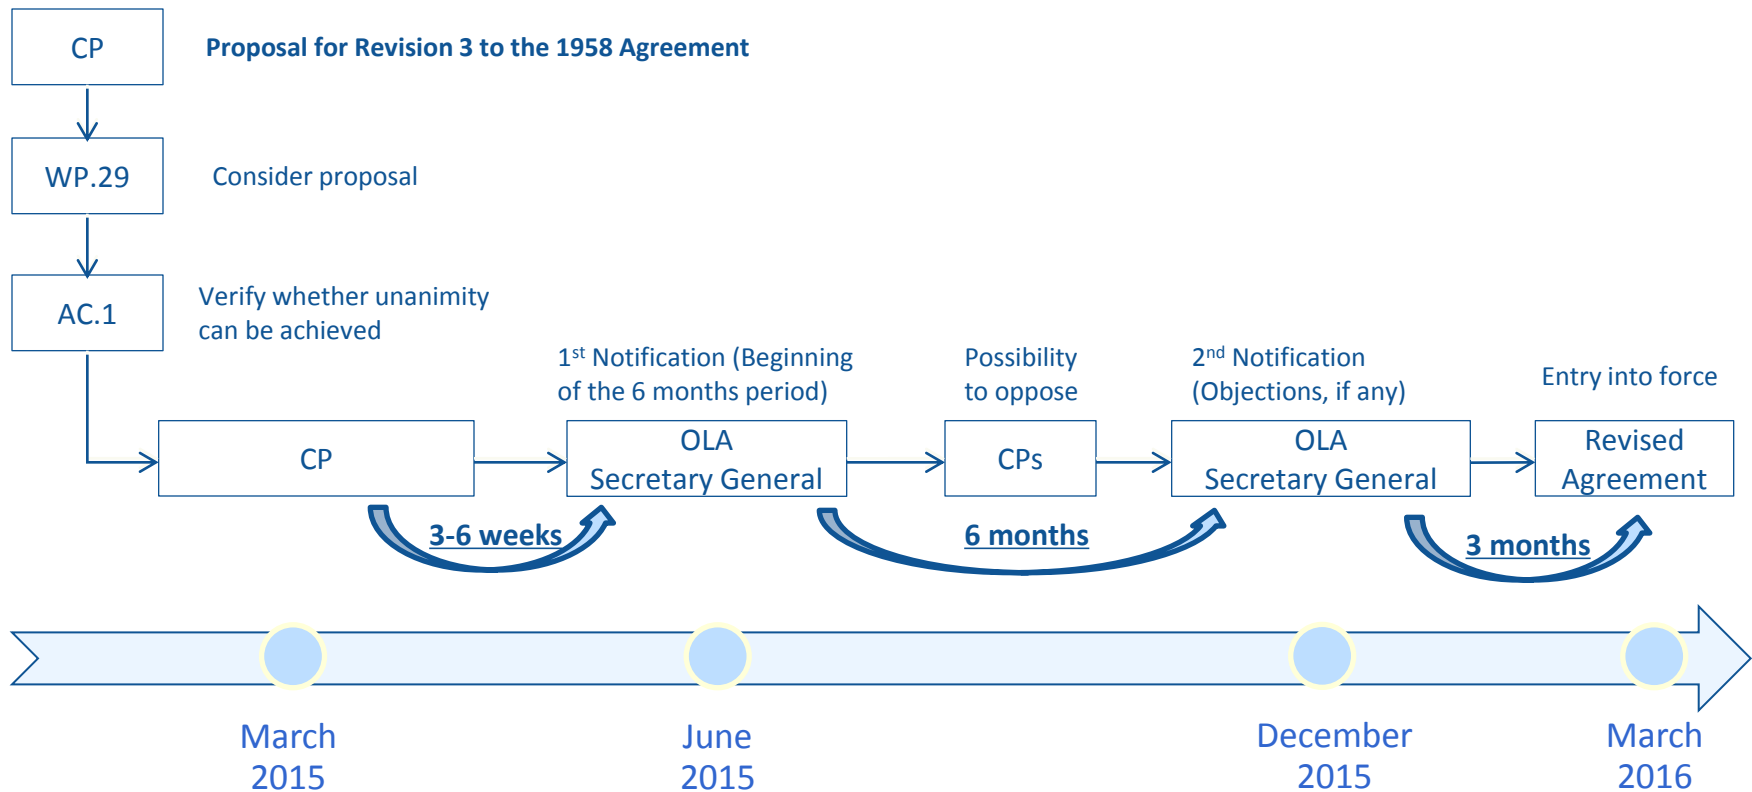 CP
Proposal for Revision 3 to the 1958 Agreement
WP.29
Consider proposal
AC.1
Verify whether unanimity
can be achieved
1st Notification (Beginning
of the 6 months period)
Possibility
to oppose
2nd Notification
(Objections, if any)
Entry into force
CP
OLA
Secretary General
CPs
OLA
Secretary General
Revised
Agreement
3-6 weeks
6 months
3 months
March
2015
June
2015
December
2015
March
2016